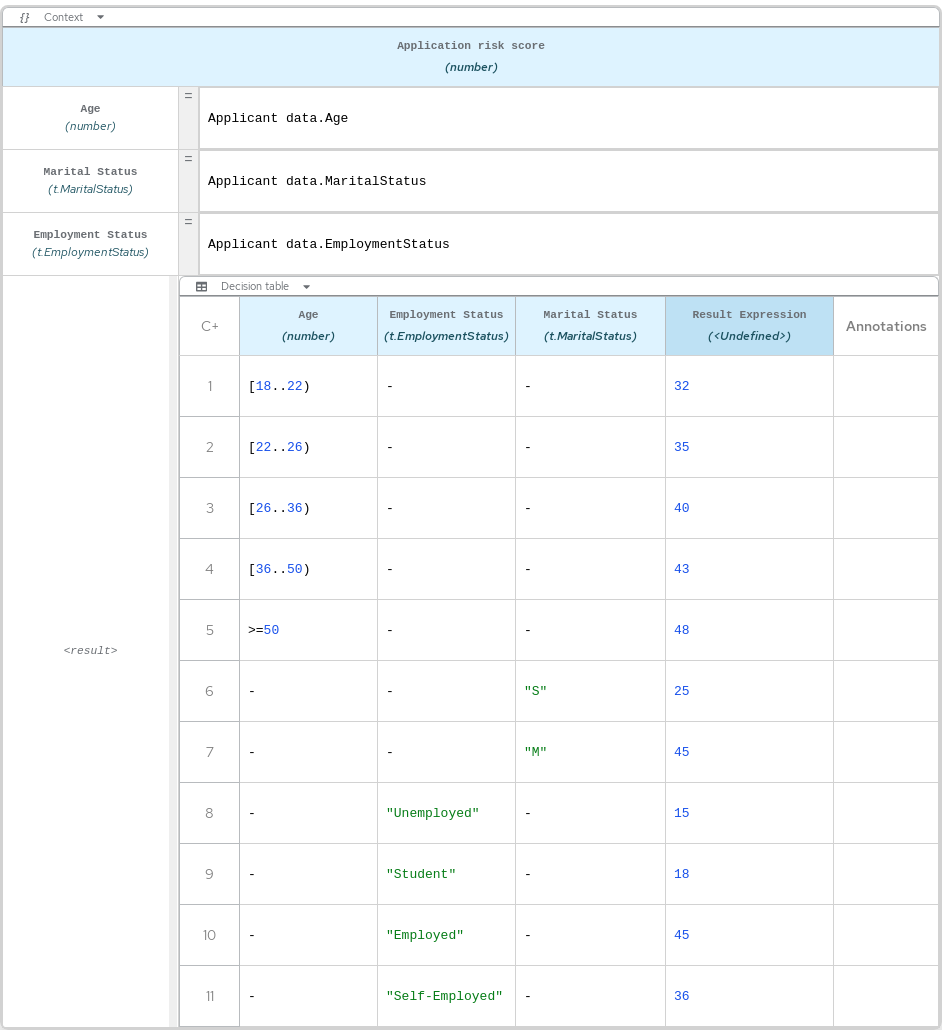 {} Context
Application risk score
(number)
Age
(number)
=
Applicant data.Age
Marital Status
(t.MaritalStatus)
=
Applicant data.MaritalStatus
Employment Status
(t.EmploymentStatus)
=
Applicant data.EmploymentStatus
<result>
Decision table
C+ Age Employment Status Marital Status Result Expression Annotations
(number) (t.EmploymentStatus) (t.MaritalStatus) (<Undefined>)
1 [18..22) - - 32
2 [22..26) - - 35
3 [26..36) - - 40
4 [36..50) - - 43
5 >=50 - - 48
6 - - "S" 25
7 - - "M" 45
8 - "Unemployed" - 15
9 - "Student" - 18
10 - "Employed" - 45
11 - "Self-Employed" - 36